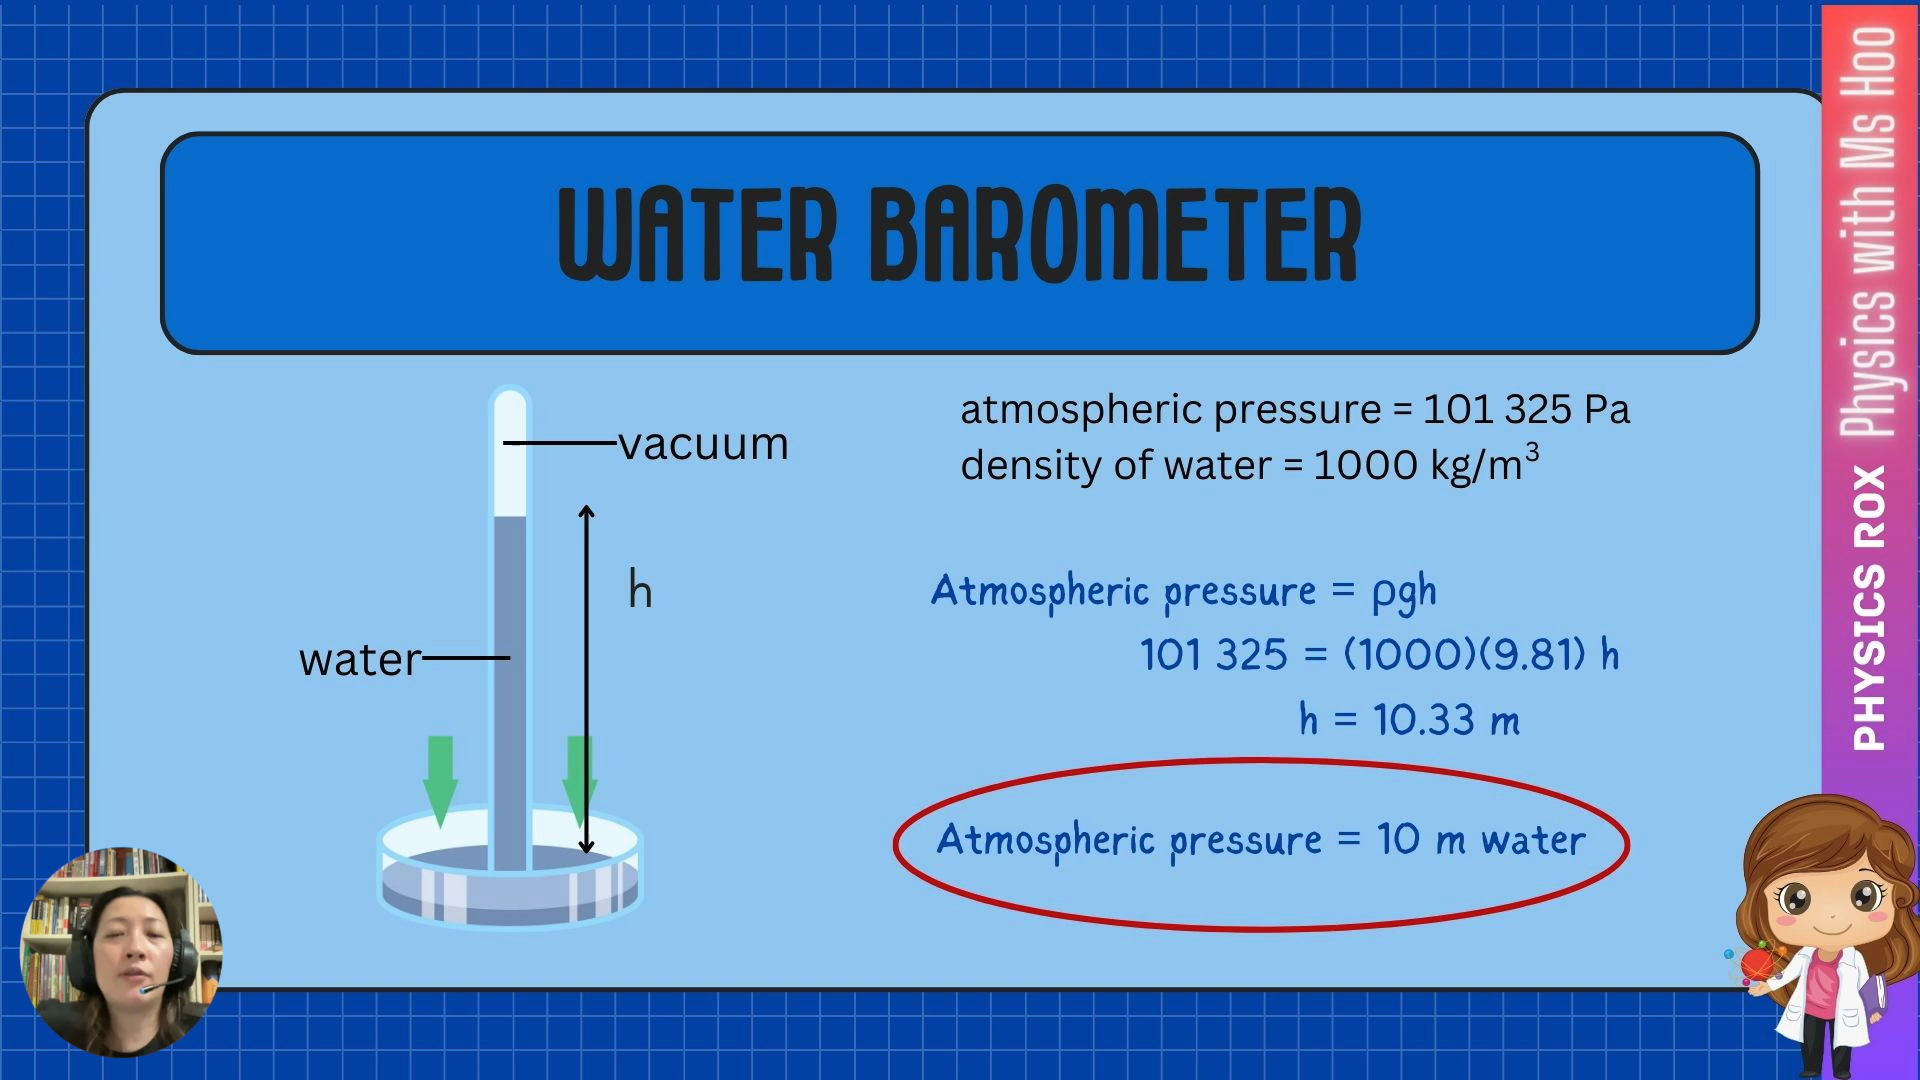 WATER BAROMETER
vacuum
h
water
atmospheric pressure = 101 325 Pa
density of water = 1000 kg/m³
Atmospheric pressure = ρgh
101 325 = (1000)(9.81) h
h = 10.33 m
Atmospheric pressure = 10 m water
PHYSICS ROX Physics with Ms Hoo